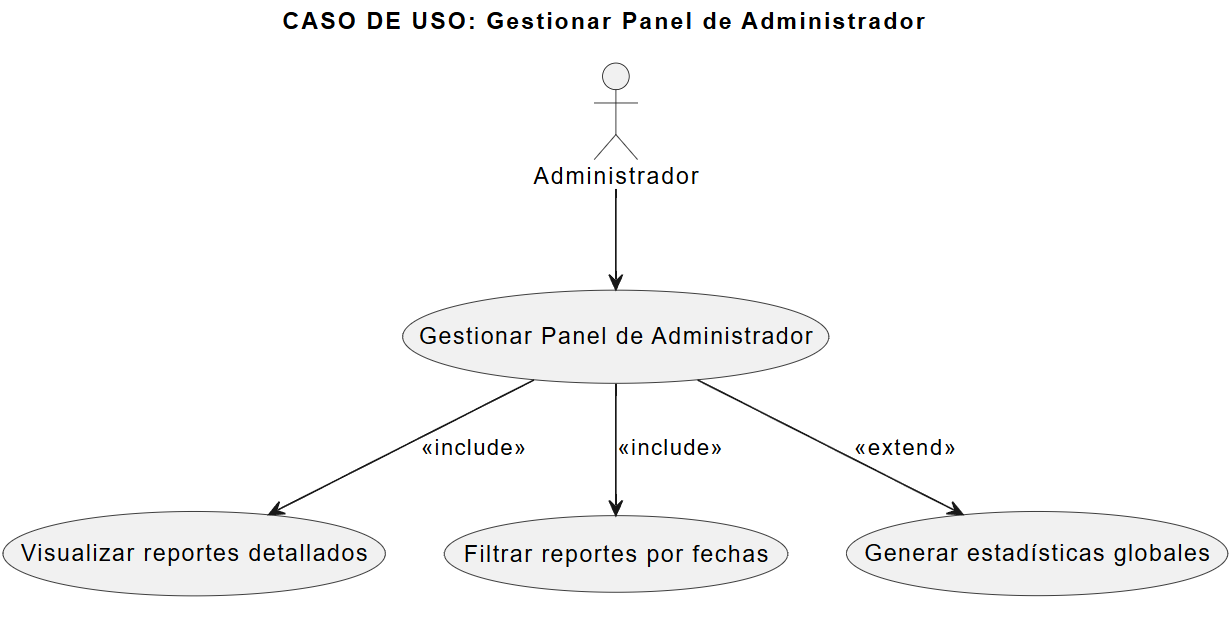 CASO DE USO: Gestionar Panel de Administrador
Administrador
Gestionar Panel de Administrador
«include»
«include»
«extend»
Visualizar reportes detallados
Filtrar reportes por fechas
Generar estadísticas globales